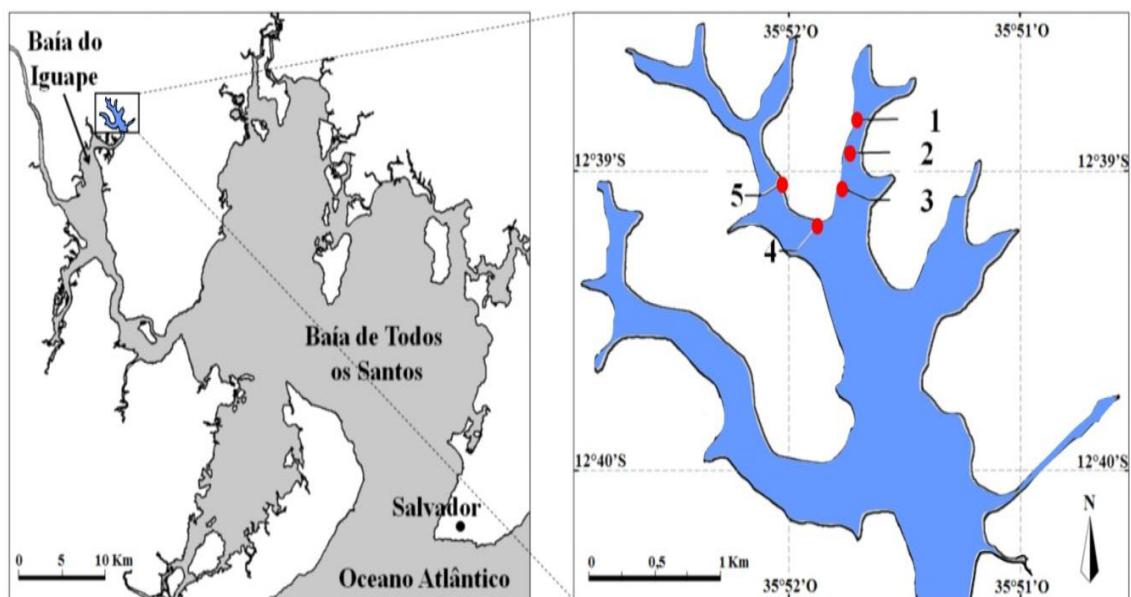 Baía do
Iguape
Baía de Todos
os Santos
Salvador
Oceano Atlântico
0 5 10 Km
35°52'O 35°51'O
1
2
12°39'S 12°39'S
5 3
4
12°40'S 12°40'S
N
0 0,5 1 Km
35°52'O 35°51'O